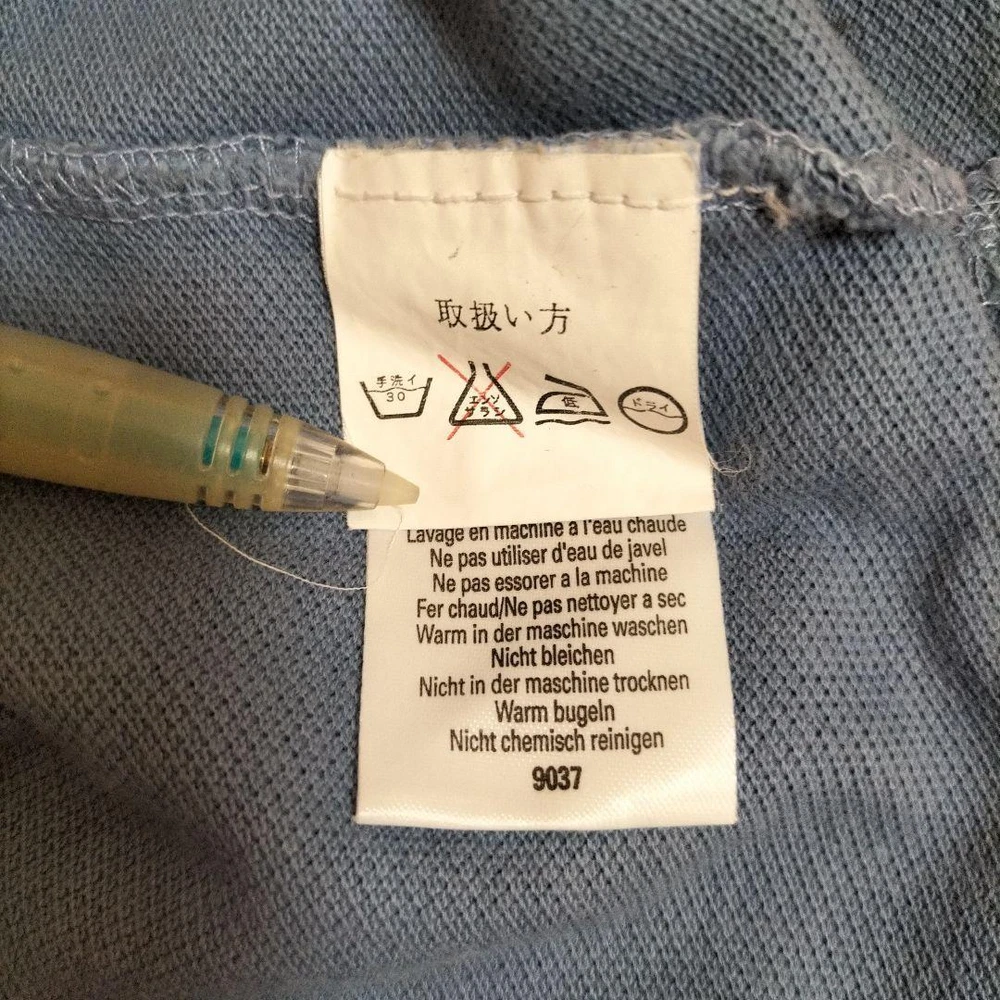 取扱い方
手洗イ
30
エンソ
サラシ
低
ドライ
Lavage en machine a l'eau chaude
Ne pas utiliser d'eau de javel
Ne pas essorer a la machine
Fer chaud/Ne pas nettoyer a sec
Warm in der maschine waschen
Nicht bleichen
Nicht in der maschine trocknen
Warm bugeln
Nicht chemisch reinigen
9037